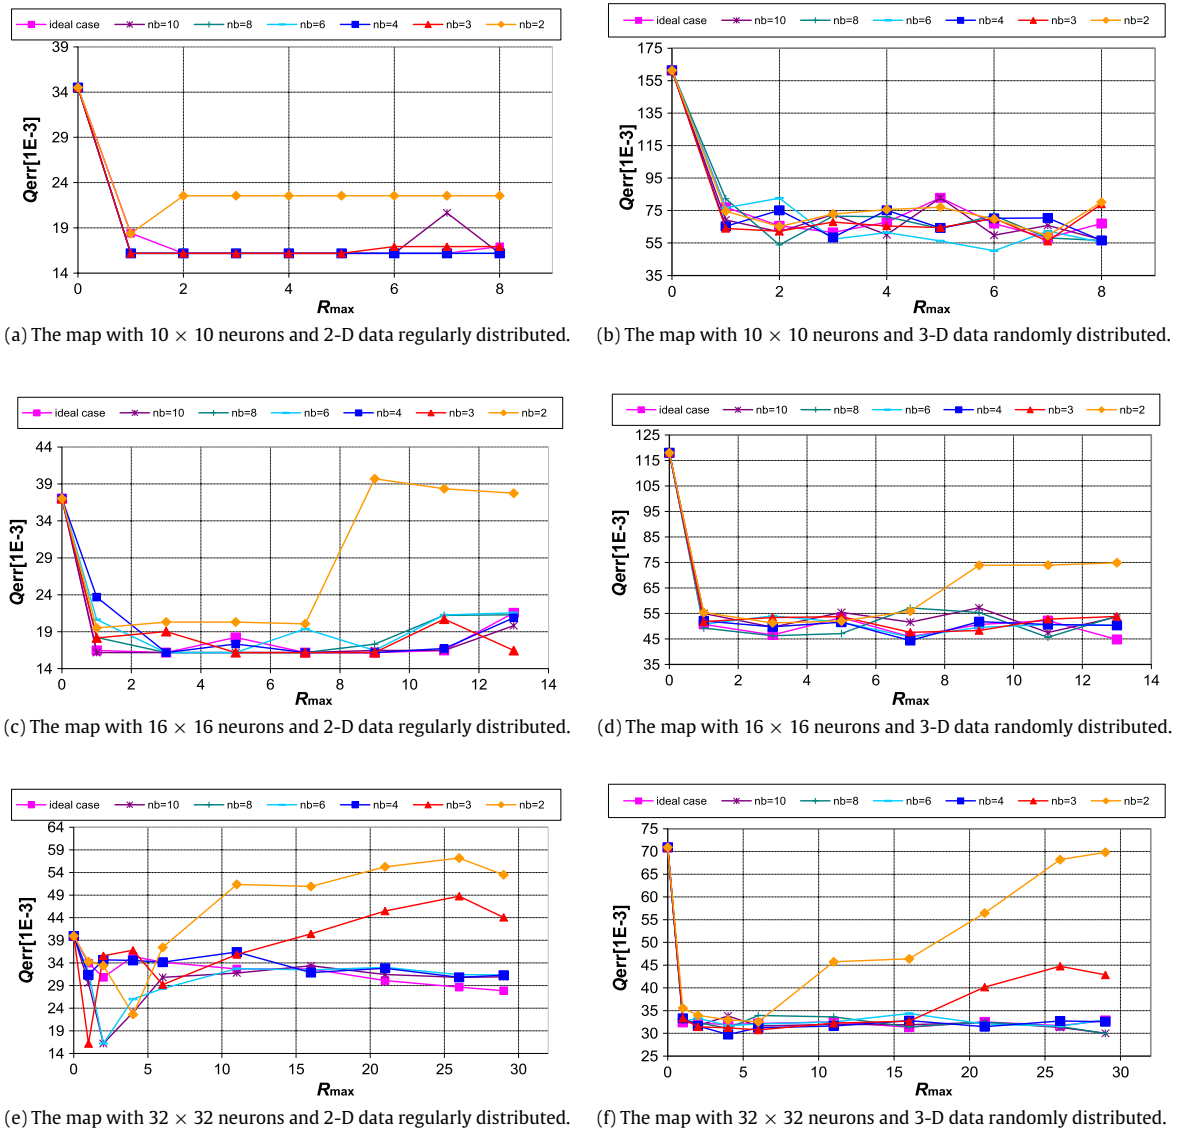 ideal case nb=10 nb=8 nb=6 nb=4 nb=3 nb=2
39
34
29
24
19
14
Qerr[1E-3]
0 2 4 6 8
Rmax
(a) The map with 10 × 10 neurons and 2-D data regularly distributed.
ideal case nb=10 nb=8 nb=6 nb=4 nb=3 nb=2
175
155
135
115
95
75
55
35
Qerr[1E-3]
0 2 4 6 8
Rmax
(b) The map with 10 × 10 neurons and 3-D data randomly distributed.
ideal case nb=10 nb=8 nb=6 nb=4 nb=3 nb=2
44
39
34
29
24
19
14
Qerr[1E-3]
0 2 4 6 8 10 12 14
Rmax
(c) The map with 16 × 16 neurons and 2-D data regularly distributed.
ideal case nb=10 nb=8 nb=6 nb=4 nb=3 nb=2
125
115
105
95
85
75
65
55
45
35
Qerr[1E-3]
0 2 4 6 8 10 12 14
Rmax
(d) The map with 16 × 16 neurons and 3-D data randomly distributed.
ideal case nb=10 nb=8 nb=6 nb=4 nb=3 nb=2
64
59
54
49
44
39
34
29
24
19
14
Qerr[1E-3]
0 5 10 15 20 25 30
Rmax
(e) The map with 32 × 32 neurons and 2-D data regularly distributed.
ideal case nb=10 nb=8 nb=6 nb=4 nb=3 nb=2
75
70
65
60
55
50
45
40
35
30
25
Qerr[1E-3]
0 5 10 15 20 25 30
Rmax
(f) The map with 32 × 32 neurons and 3-D data randomly distributed.